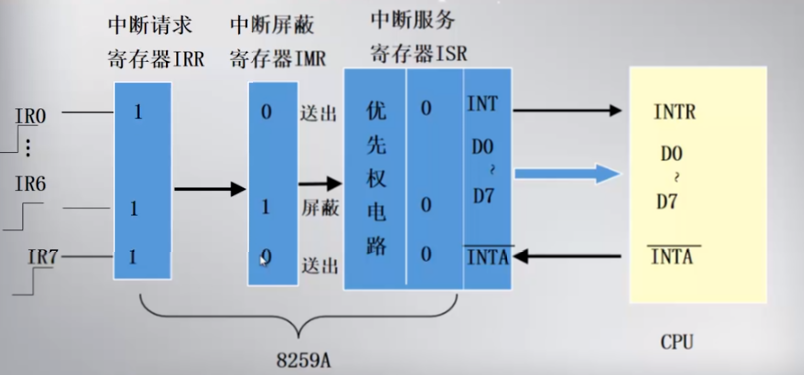 中断请求
寄存器IRR
中断屏蔽
寄存器IMR
中断服务
寄存器ISR
IR0
⋮
IR6
IR7
1
1
1
0 送出
1 屏蔽
0 送出
优先权电路
0
0
0
INT
D0
~
D7
INTA
INTR
D0
~
D7
INTA
8259A
CPU